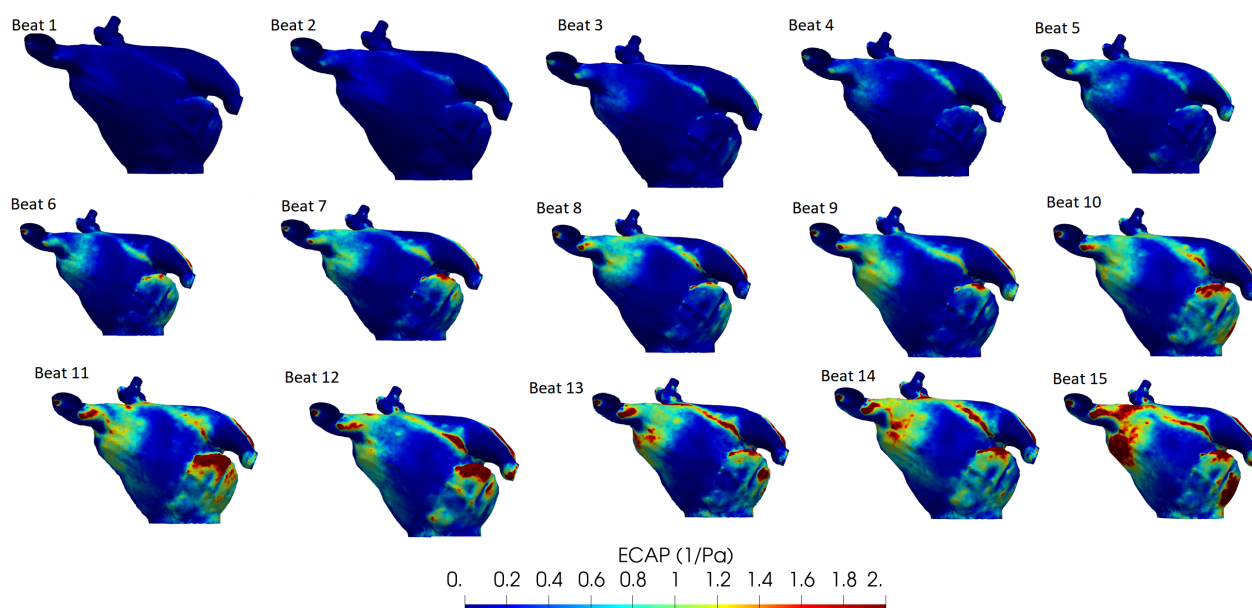 Beat 1
Beat 2
Beat 3
Beat 4
Beat 5
Beat 6
Beat 7
Beat 8
Beat 9
Beat 10
Beat 11
Beat 12
Beat 13
Beat 14
Beat 15
ECAP (1/Pa)
0. 0.2 0.4 0.6 0.8 1 1.2 1.4 1.6 1.8 2.